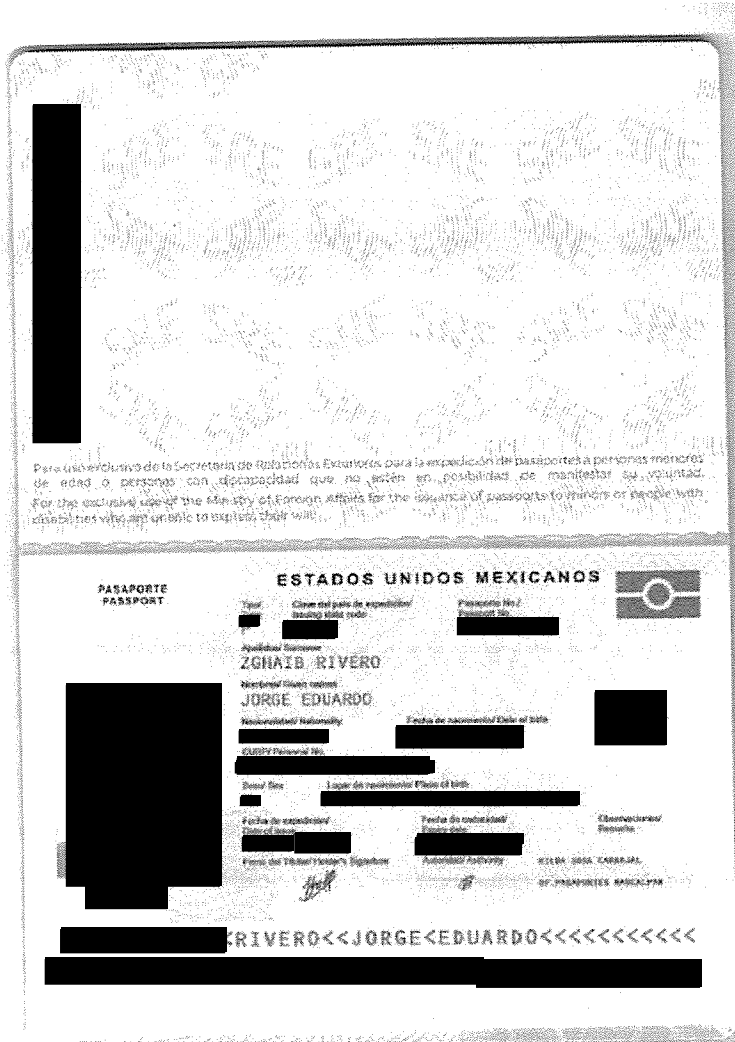 Para uso exclusivo de la Secretaría de Relaciones Exteriores para la expedición de pasaportes a personas menores
de edad o personas con discapacidad que no estén en posibilidad de manifestar su voluntad.
For the exclusive use of the Ministry of Foreign Affairs for the issuance of passports to minors or people with
disabilities who are unable to express their will.
ESTADOS UNIDOS MEXICANOS
PASAPORTE
PASSPORT
Tipo/
Clave del país de expedición/
Issuing state code
Pasaporte No./
Passport No.
Apellidos/ Surname
ZGHAIB RIVERO
Nombres/ Given names
JORGE EDUARDO
Nacionalidad/ Nationality
Fecha de nacimiento/ Date of birth
CURP/ Personal No.
Sexo/ Sex
Lugar de nacimiento/ Place of birth
Fecha de expedición/
Date of issue
Fecha de caducidad/
Expiry date
Observaciones/
Remarks
Firma del Titular/ Holder's Signature
Autoridad/ Authority
SOSA CARBAJAL
<RIVERO<<JORGE<EDUARDO<<<<<<<<<<<